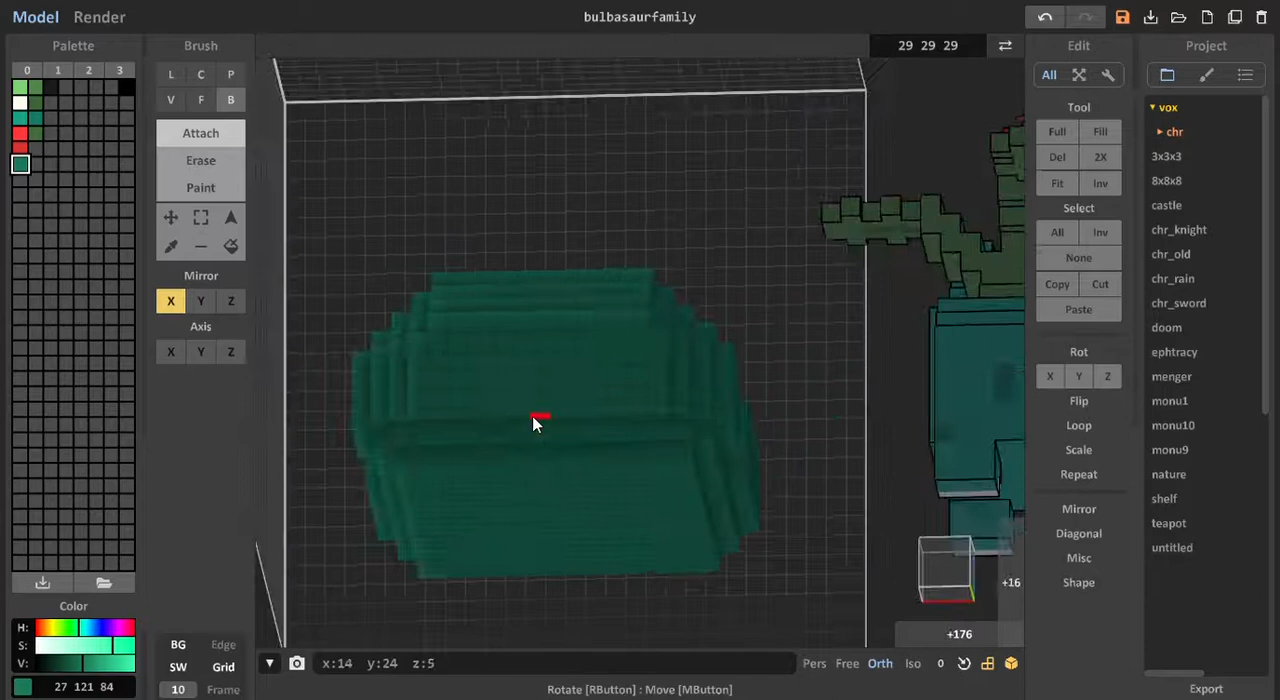 Model Render
bulbasaurfamily
Palette
Brush
29 29 29
Edit
Project
0 1 2 3
L C P
V F B
All
Attach
Erase
Paint
Tool
Full Fill
Del 2X
Fit Inv
Select
All Inv
None
Copy Cut
Paste
Mirror
X Y Z
Axis
X Y Z
Rot
X Y Z
Flip
Loop
Scale
Repeat
Mirror
Diagonal
Misc
Shape
vox
chr
3x3x3
8x8x8
castle
chr_knight
chr_old
chr_rain
chr_sword
doom
ephtracy
menger
monu1
monu10
monu9
nature
shelf
teapot
untitled
Color
H:
S:
V:
27 121 84
BG Edge
SW Grid
10 Frame
+16
+176
x:14 y:24 z:5
Pers Free Orth Iso 0
Rotate [RButton] : Move [MButton]
Export